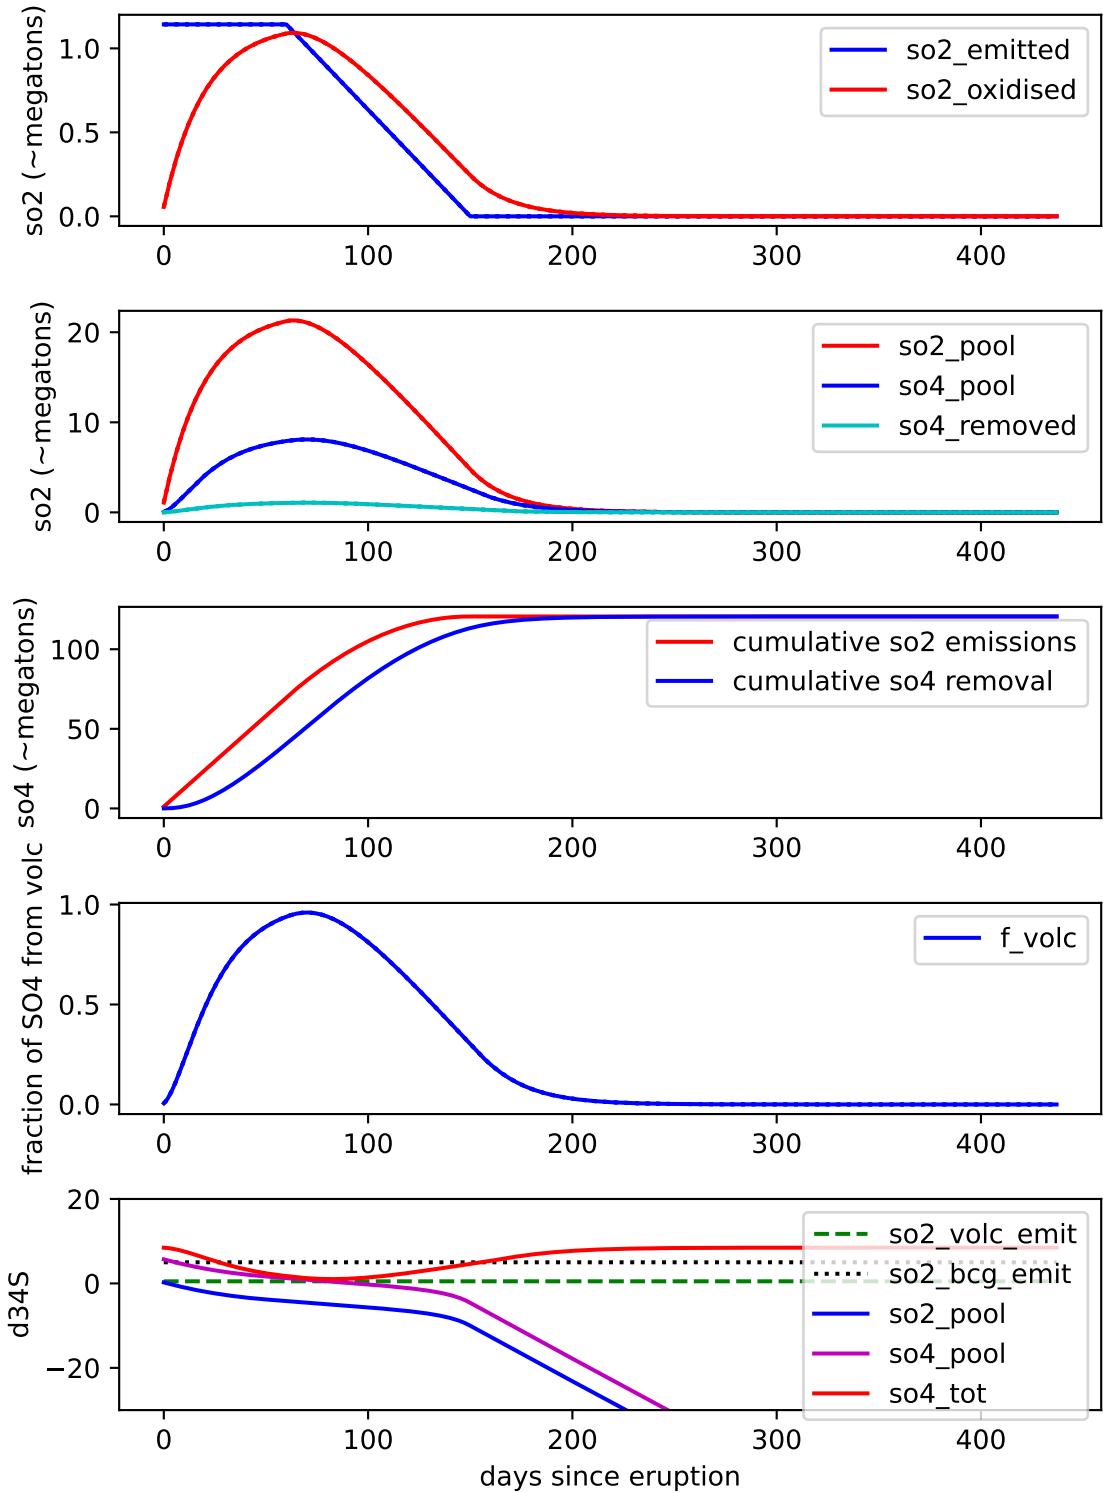 so2 (~megatons)
1.0
0.5
0.0
so2_emitted
so2_oxidised
0 100 200 300 400
so2 (~megatons)
20
10
0
so2_pool
so4_pool
so4_removed
0 100 200 300 400
so4 (~megatons)
100
50
0
cumulative so2 emissions
cumulative so4 removal
0 100 200 300 400
fraction of SO4 from volc
1.0
0.5
0.0
f_volc
0 100 200 300 400
d34S
20
0
−20
so2_volc_emit
so2_bcg_emit
so2_pool
so4_pool
so4_tot
0 100 200 300 400
days since eruption